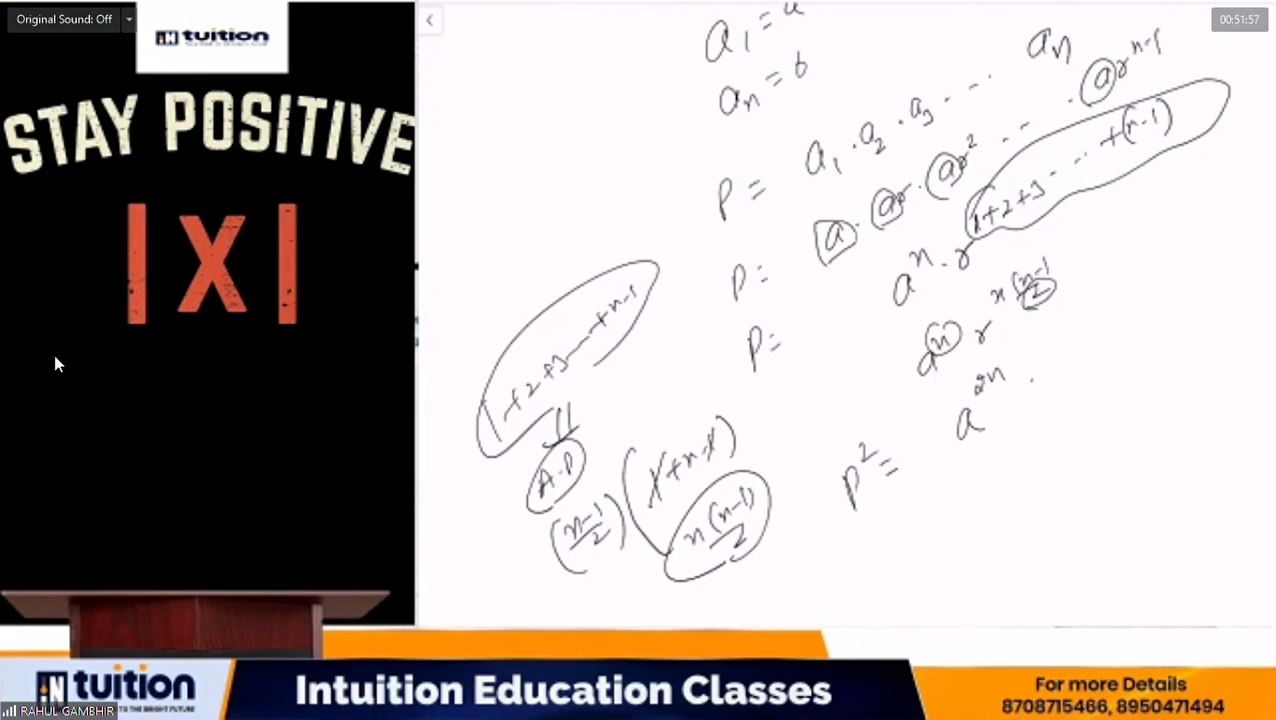 Original Sound: Off
00:51:57
iN tuition
STAY POSITIVE
|x|
a₁ = a
aₙ = b
P = a₁ · a₂ · a₃ ..... aₙ
P = a · ar · ar² ..... arⁿ⁻¹
P = aⁿ · r^(1+2+3.....+(n-1))
aⁿ r^(n(n-1)/2)
P² = a²ⁿ ·
1+2+3.....+n-1
A.P
(n-1/2) (1+n-1)
n(n-1)/2
iN tuition
RAHUL GAMBHIR
Intuition Education Classes
For more Details
8708715466, 8950471494